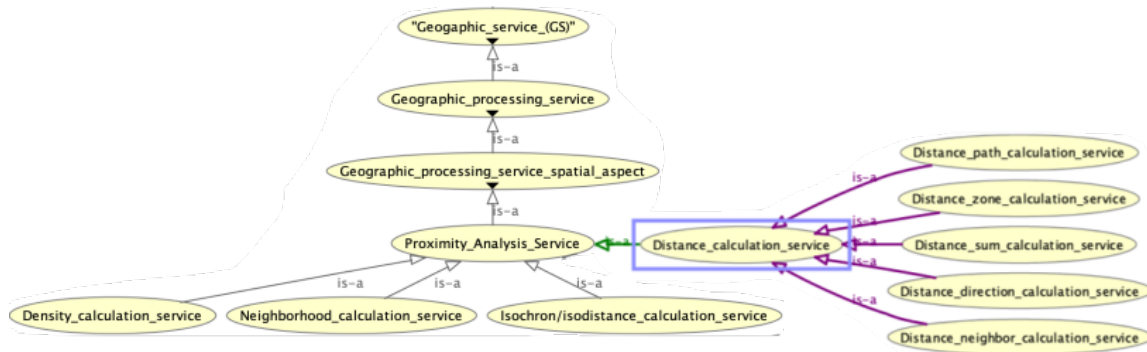 "Geogaphic_service_(GS)"
is-a
Geographic_processing_service
is-a
Geographic_processing_service_spatial_aspect
is-a
Proximity_Analysis_Service
is-a
Distance_calculation_service
is-a
Distance_path_calculation_service
is-a
Distance_zone_calculation_service
is-a
Distance_sum_calculation_service
is-a
Distance_direction_calculation_service
is-a
Distance_neighbor_calculation_service
is-a
is-a
is-a
Density_calculation_service
Neighborhood_calculation_service
Isochron/isodistance_calculation_service